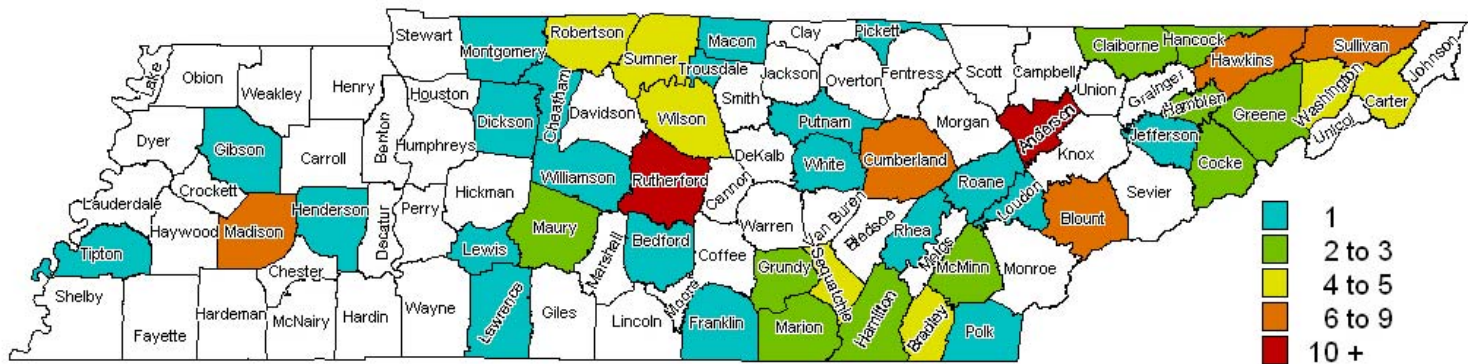 Stewart
Montgomery
Robertson
Sumner
Macon
Clay
Pickett
Claiborne
Hancock
Sullivan
Hawkins
Johnson
Lake
Obion
Weakley
Henry
Houston
Trousdale
Jackson
Overton
Fentress
Scott
Campbell
Union
Grainger
Hamblen
Washington
Carter
Greene
Unicoi
Dyer
Gibson
Carroll
Benton
Humphreys
Dickson
Cheatham
Davidson
Wilson
Smith
Putnam
Morgan
Anderson
Knox
Jefferson
Cocke
Crockett
Lauderdale
Haywood
Madison
Henderson
Decatur
Perry
Hickman
Williamson
Rutherford
DeKalb
Cannon
White
Cumberland
Roane
Loudon
Blount
Sevier
Tipton
Chester
Lewis
Maury
Marshall
Bedford
Coffee
Warren
Van Buren
Bledsoe
Rhea
Meigs
McMinn
Monroe
Shelby
Fayette
Hardeman
McNairy
Hardin
Wayne
Lawrence
Giles
Lincoln
Moore
Franklin
Grundy
Marion
Sequatchie
Hamilton
Bradley
Polk
1
2 to 3
4 to 5
6 to 9
10 +